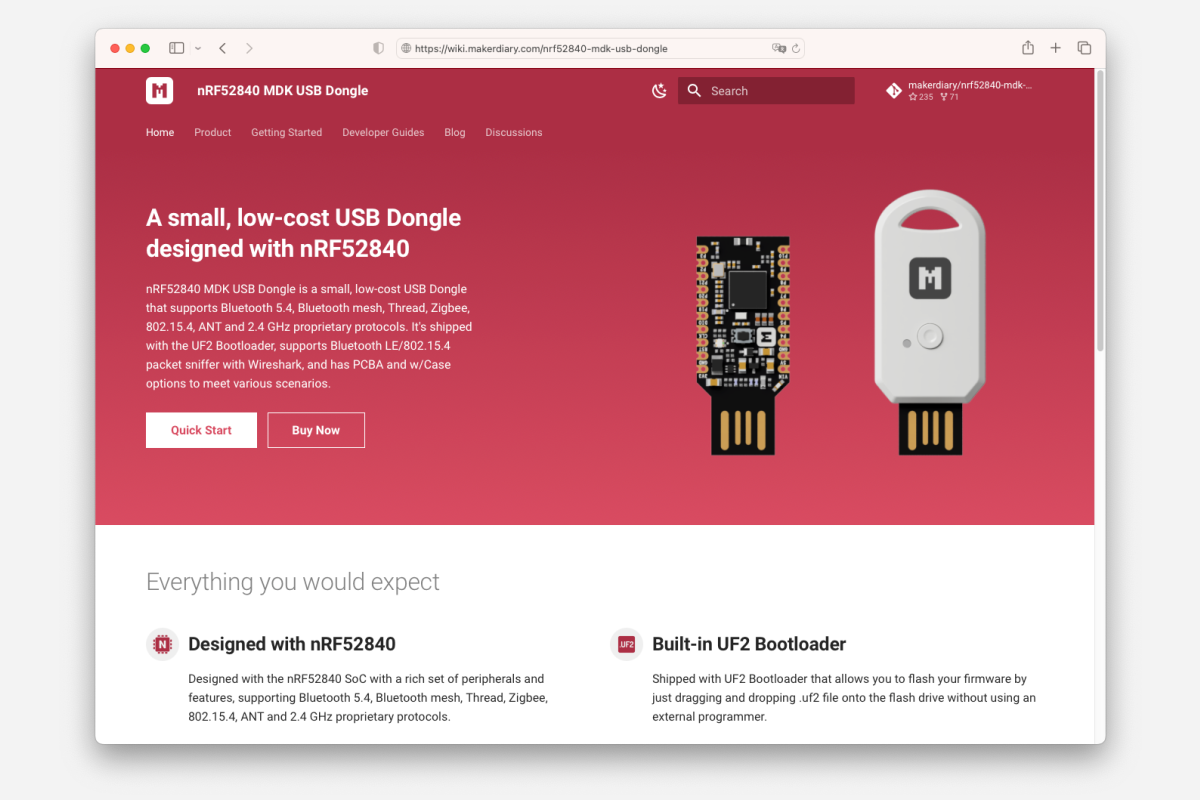 https://wiki.makerdiary.com/nrf52840-mdk-usb-dongle
M
nRF52840 MDK USB Dongle
Search
makerdiary/nrf52840-mdk-...
235 71
Home Product Getting Started Developer Guides Blog Discussions
A small, low-cost USB Dongle
designed with nRF52840
nRF52840 MDK USB Dongle is a small, low-cost USB Dongle
that supports Bluetooth 5.4, Bluetooth mesh, Thread, Zigbee,
802.15.4, ANT and 2.4 GHz proprietary protocols. It's shipped
with the UF2 Bootloader, supports Bluetooth LE/802.15.4
packet sniffer with Wireshark, and has PCBA and w/Case
options to meet various scenarios.
Quick Start
Buy Now
M
M
Everything you would expect
N
Designed with nRF52840
Designed with the nRF52840 SoC with a rich set of peripherals and
features, supporting Bluetooth 5.4, Bluetooth mesh, Thread, Zigbee,
802.15.4, ANT and 2.4 GHz proprietary protocols.
.UF2
Built-in UF2 Bootloader
Shipped with UF2 Bootloader that allows you to flash your firmware by
just dragging and dropping .uf2 file onto the flash drive without using an
external programmer.